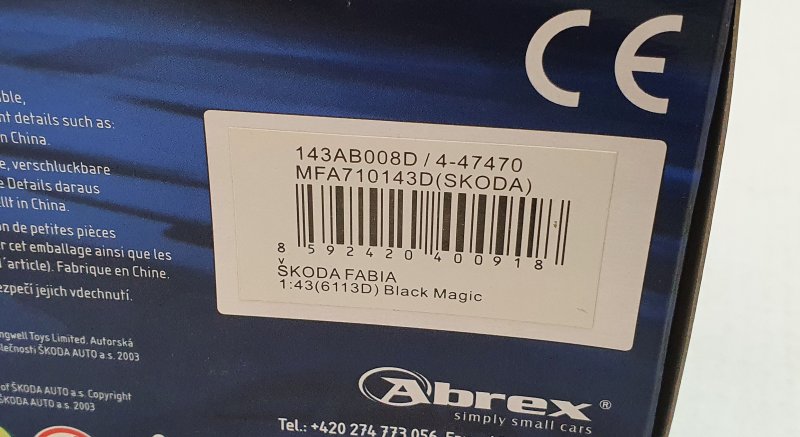 ble,
nt details such as:
in China.
e, verschluckbare
e Details daraus
llt in China.
on de petites pièces
r cet emballage ainsi que les
l'article). Fabrique en Chine.
ezpečí jejich vdechnutí.
ngwell Toys Limited. Autorská
olečnosti ŠKODA AUTO a.s. 2003
of ŠKODA AUTO a.s. Copyright
ŠKODA AUTO a.s. 2003
CE
143AB008D / 4-47470
MFA710143D(SKODA)
8 592420 400918
ŠKODA FABIA
1:43(6113D) Black Magic
Abrex®
simply small cars
Tel.: +420 274 773 056,